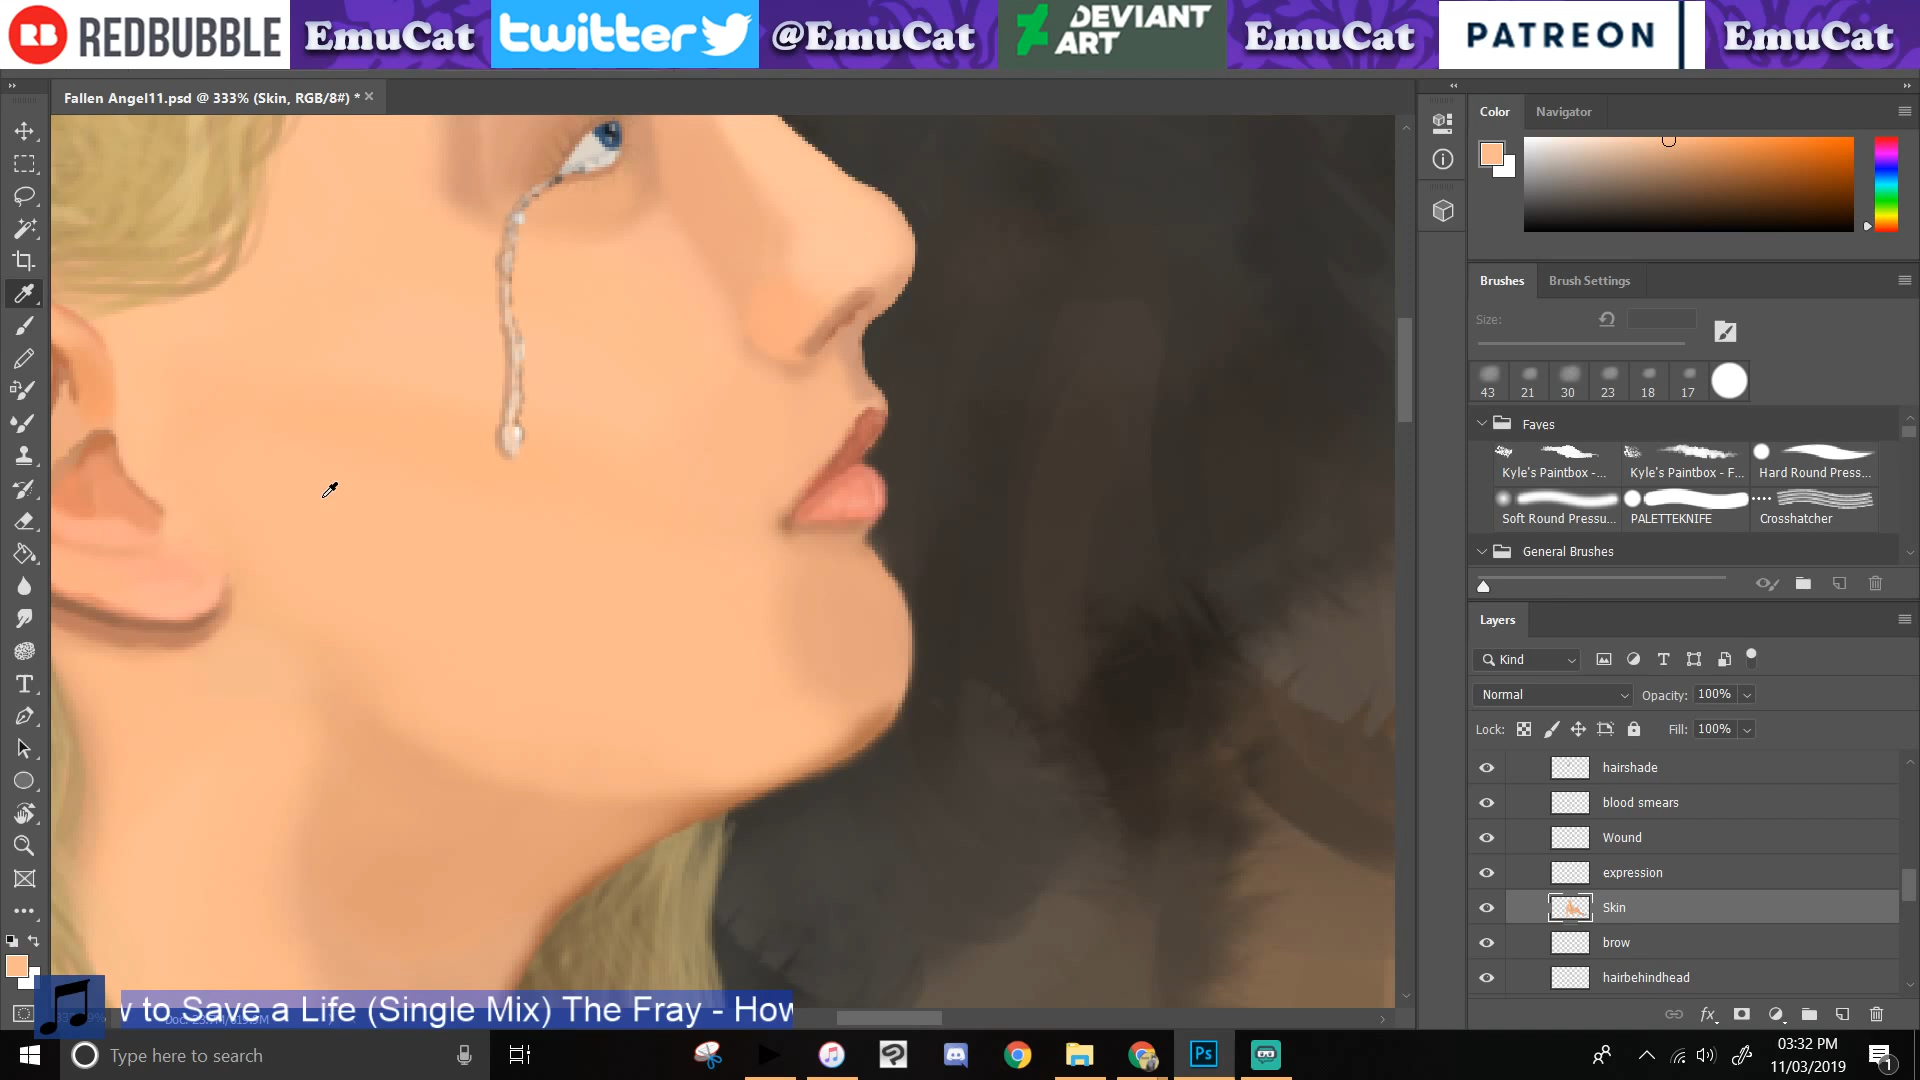 RB REDBUBBLE EmuCat twitter @EmuCat DEVIANT ART EmuCat PATREON EmuCat
Fallen Angel11.psd @ 333% (Skin, RGB/8#) *
Color Navigator
Brushes Brush Settings
Size:
43 21 30 23 18 17
Faves
Kyle's Paintbox -... Kyle's Paintbox - F... Hard Round Press...
Soft Round Pressu... PALETTEKNIFE Crosshatcher
General Brushes
Layers
Kind
Normal Opacity: 100%
Lock: Fill: 100%
hairshade
blood smears
Wound
expression
Skin
brow
hairbehindhead
fx
to Save a Life (Single Mix) The Fray - How
Type here to search
Ps
03:32 PM
11/03/2019
1